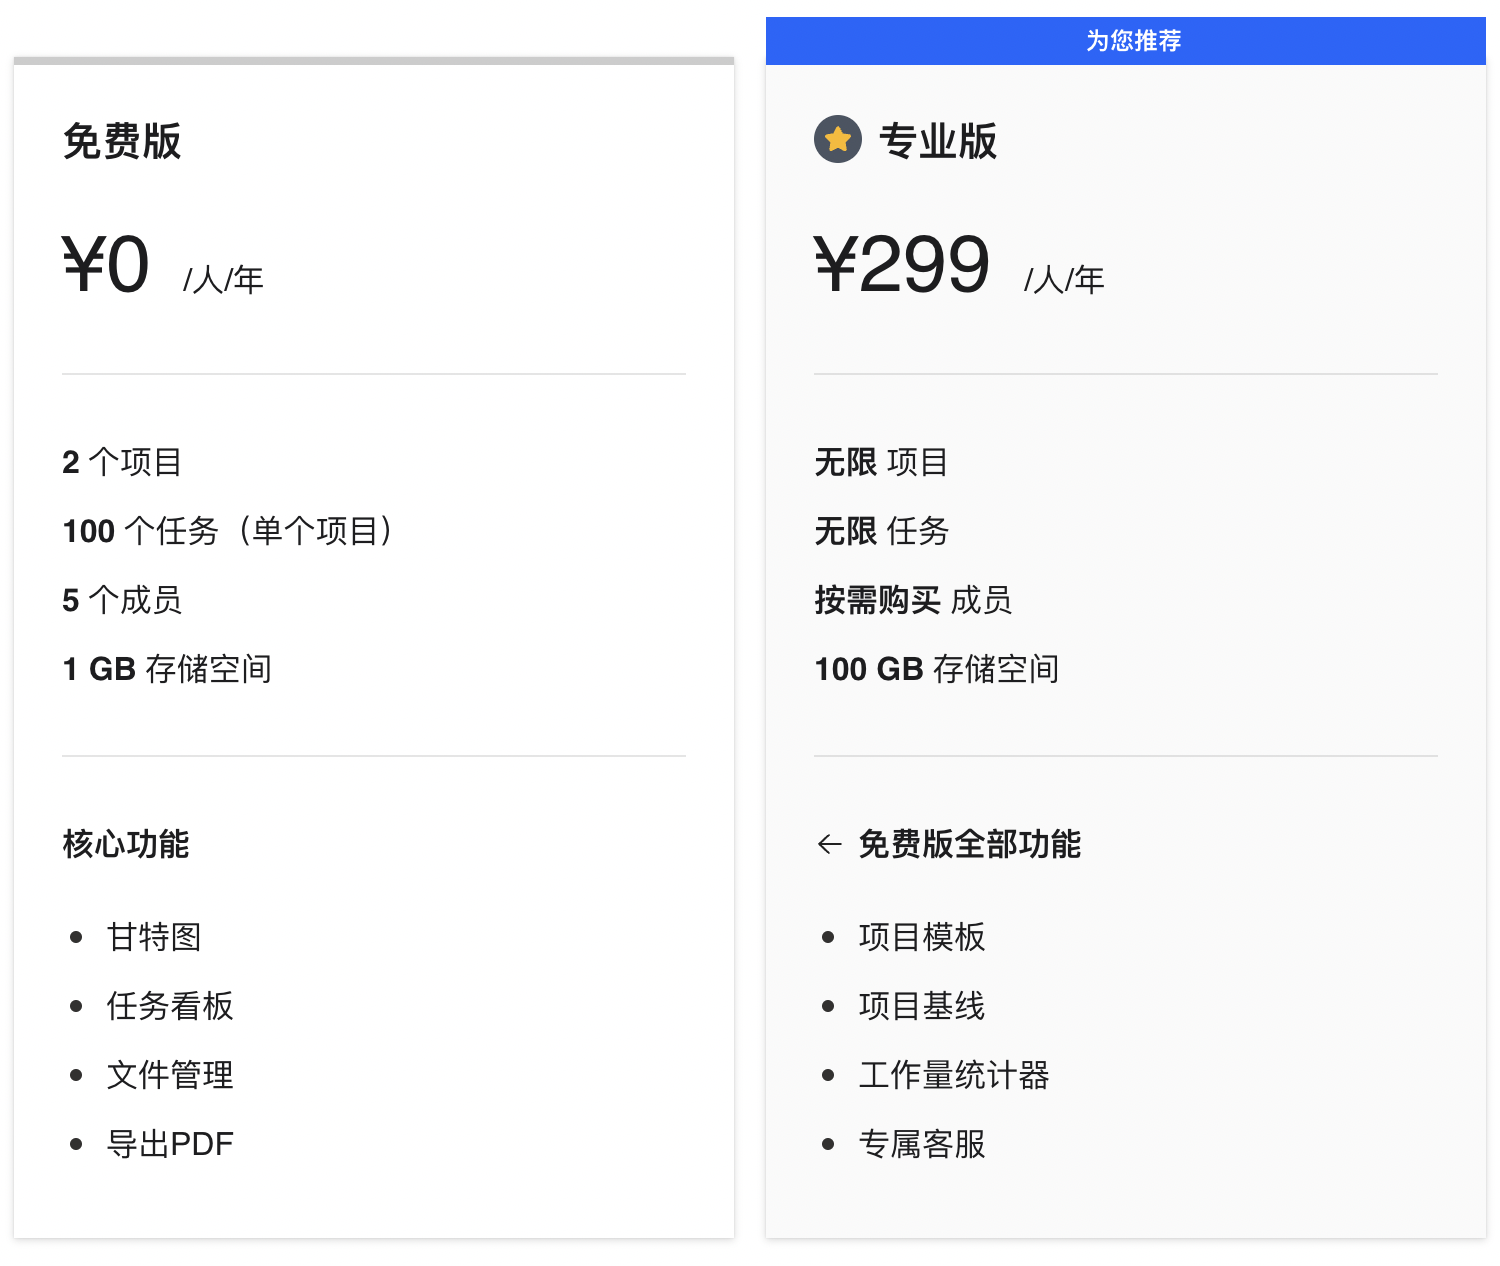 免费版
¥0 /人/年
2 个项目
100 个任务（单个项目）
5 个成员
1 GB 存储空间
核心功能
• 甘特图
• 任务看板
• 文件管理
• 导出PDF
为您推荐
专业版
¥299 /人/年
无限 项目
无限 任务
按需购买 成员
100 GB 存储空间
← 免费版全部功能
• 项目模板
• 项目基线
• 工作量统计器
• 专属客服